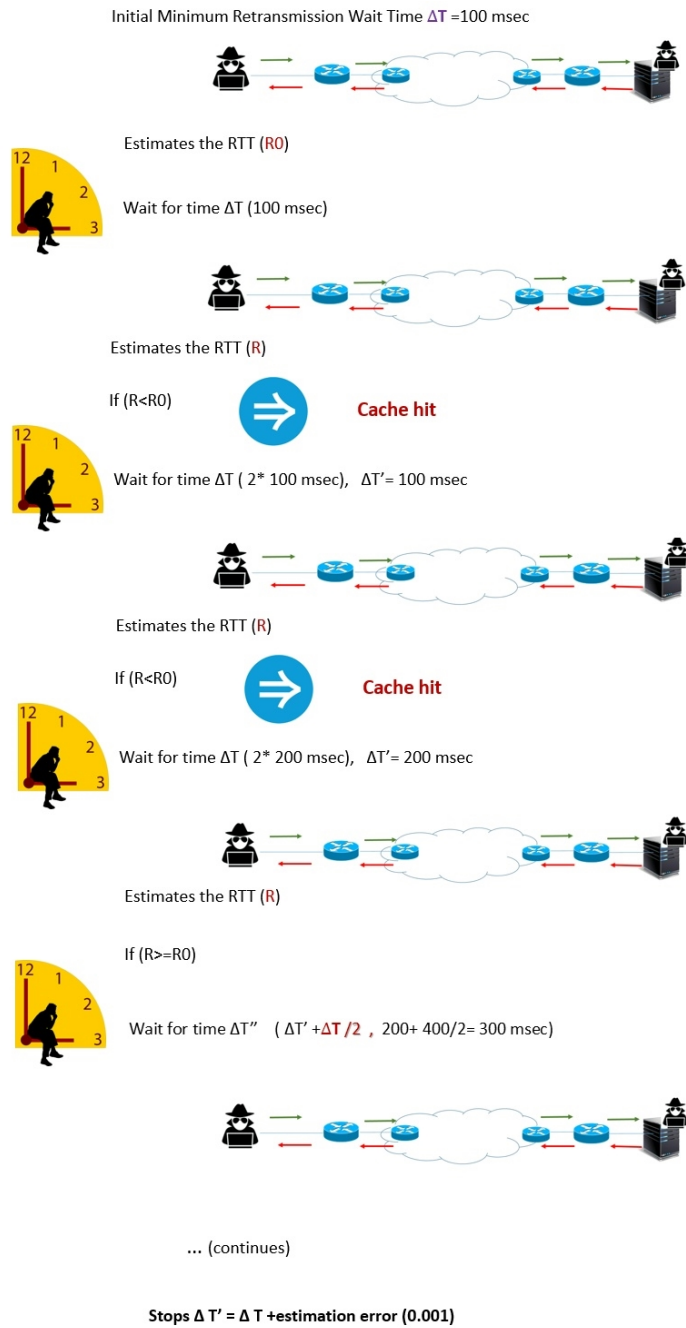 Initial Minimum Retransmission Wait Time ΔT =100 msec
Estimates the RTT (R0)
12
1
2
3
Wait for time ΔT (100 msec)
Estimates the RTT (R)
If (R<R0)
⇒
Cache hit
12
1
2
3
Wait for time ΔT ( 2* 100 msec),   ΔT’= 100 msec
Estimates the RTT (R)
If (R<R0)
⇒
Cache hit
12
1
2
3
Wait for time ΔT ( 2* 200 msec),   ΔT’= 200 msec
Estimates the RTT (R)
If (R>=R0)
12
1
2
3
Wait for time ΔT”   ( ΔT’ +ΔT /2 ,  200+ 400/2= 300 msec)
... (continues)
Stops Δ T’ = Δ T +estimation error (0.001)